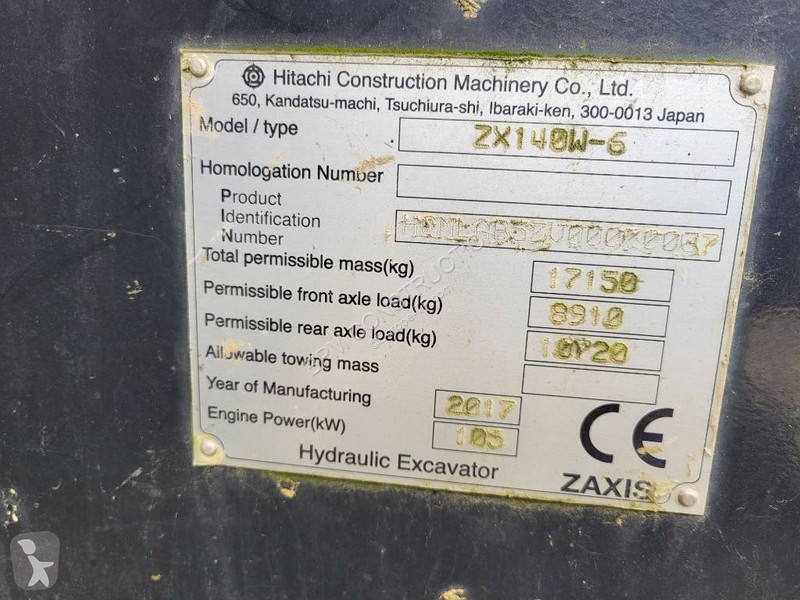 Hitachi Construction Machinery Co., Ltd.
650, Kandatsu-machi, Tsuchiura-shi, Ibaraki-ken, 300-0013 Japan
Model / type ZX140W-6
Homologation Number
Product
Identification
Number
Total permissible mass(kg) 17150
Permissible front axle load(kg) 8910
Permissible rear axle load(kg)
Allowable towing mass
Year of Manufacturing 2017
Engine Power(kW) 105
CE
Hydraulic Excavator
ZAXIS